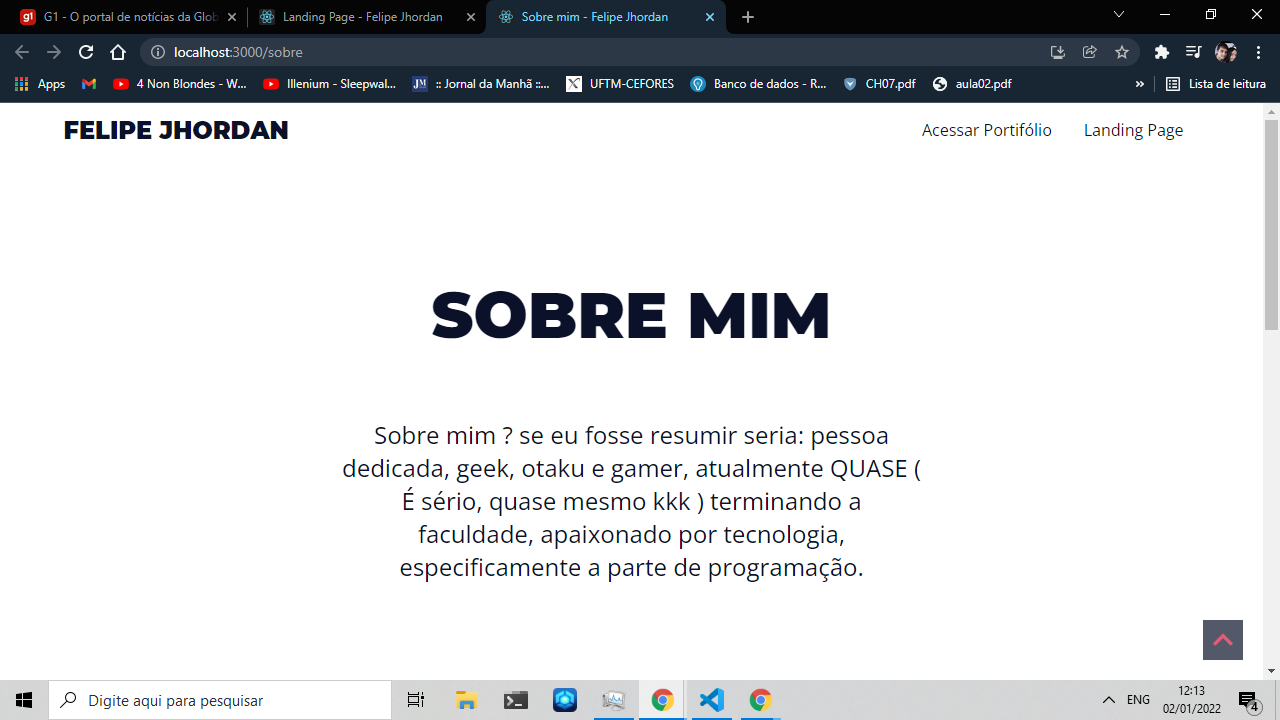 G1 - O portal de notícias da Glob
Landing Page - Felipe Jhordan
Sobre mim - Felipe Jhordan
localhost:3000/sobre
Apps
4 Non Blondes - W...
Illenium - Sleepwal...
:: Jornal da Manhã ::...
UFTM-CEFORES
Banco de dados - R...
CH07.pdf
aula02.pdf
»
Lista de leitura
FELIPE JHORDAN
Acessar Portifólio
Landing Page
SOBRE MIM
Sobre mim ? se eu fosse resumir seria: pessoa
dedicada, geek, otaku e gamer, atualmente QUASE (
É sério, quase mesmo kkk ) terminando a
faculdade, apaixonado por tecnologia,
especificamente a parte de programação.
Digite aqui para pesquisar
ENG
12:13
02/01/2022
4